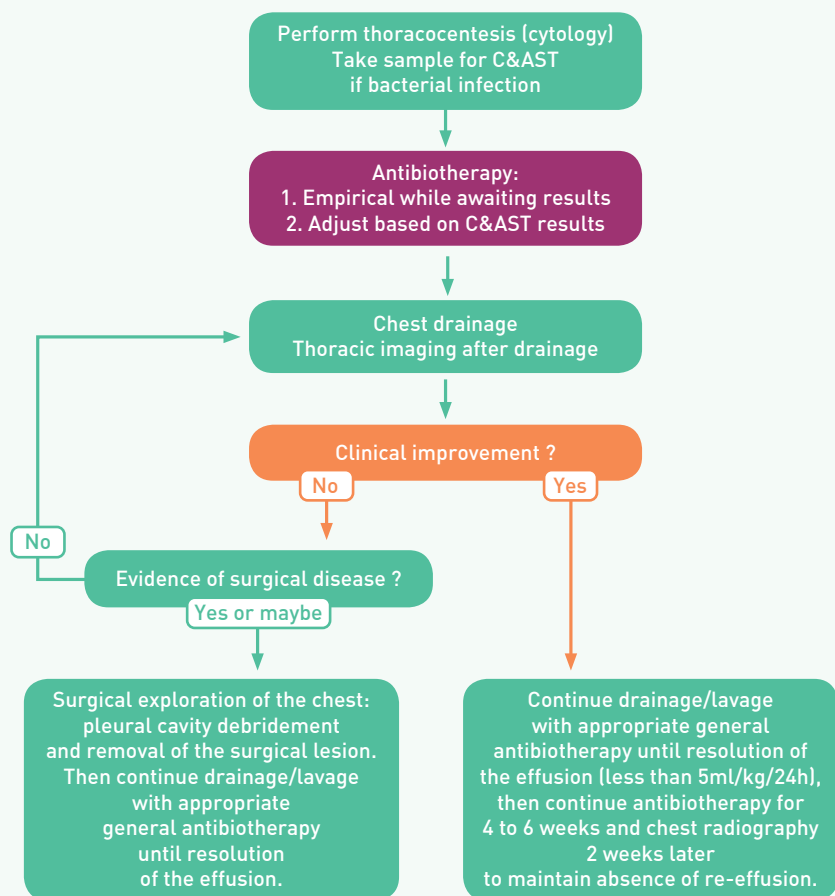 Perform thoracocentesis (cytology)
Take sample for C&AST
if bacterial infection
Antibiotherapy:
1. Empirical while awaiting results
2. Adjust based on C&AST results
Chest drainage
Thoracic imaging after drainage
Clinical improvement ?
No
Yes
No
Evidence of surgical disease ?
Yes or maybe
Surgical exploration of the chest:
pleural cavity debridement
and removal of the surgical lesion.
Then continue drainage/lavage
with appropriate
general antibiotherapy
until resolution
of the effusion.
Continue drainage/lavage
with appropriate general
antibiotherapy until resolution of
the effusion (less than 5ml/kg/24h),
then continue antibiotherapy for
4 to 6 weeks and chest radiography
2 weeks later
to maintain absence of re-effusion.